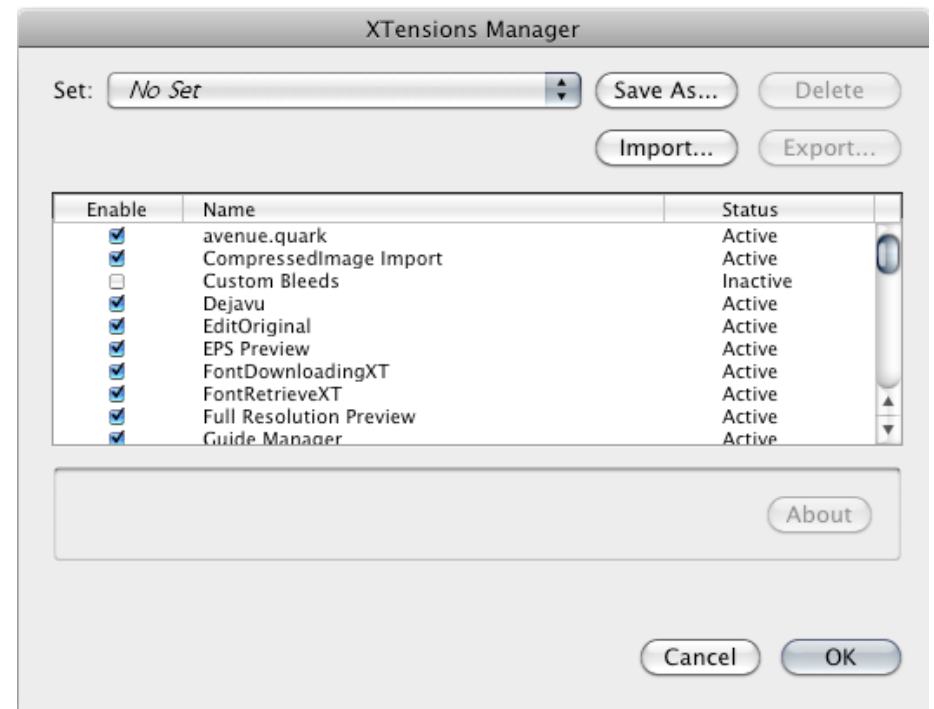 XTensions Manager
Set: No Set Save As... Delete
Import... Export...
Enable Name Status
avenue.quark Active
CompressedImage Import Active
Custom Bleeds Inactive
Dejavu Active
EditOriginal Active
EPS Preview Active
FontDownloadingXT Active
FontRetrieveXT Active
Full Resolution Preview Active
Guide Manager Active
About
Cancel OK